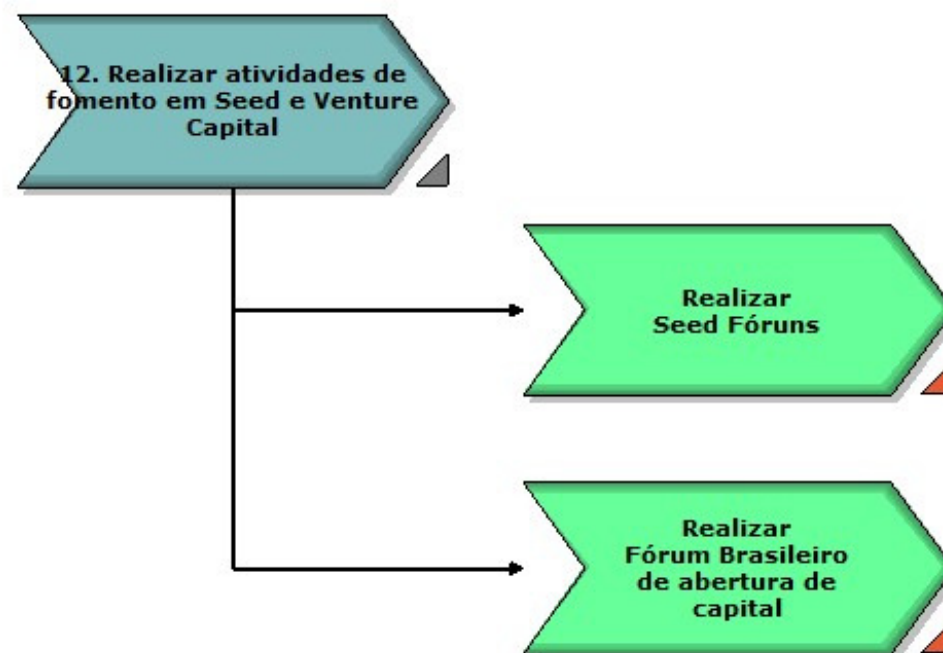 12. Realizar atividades de
fomento em Seed e Venture
Capital
Realizar
Seed Fóruns
Realizar
Fórum Brasileiro
de abertura de
capital